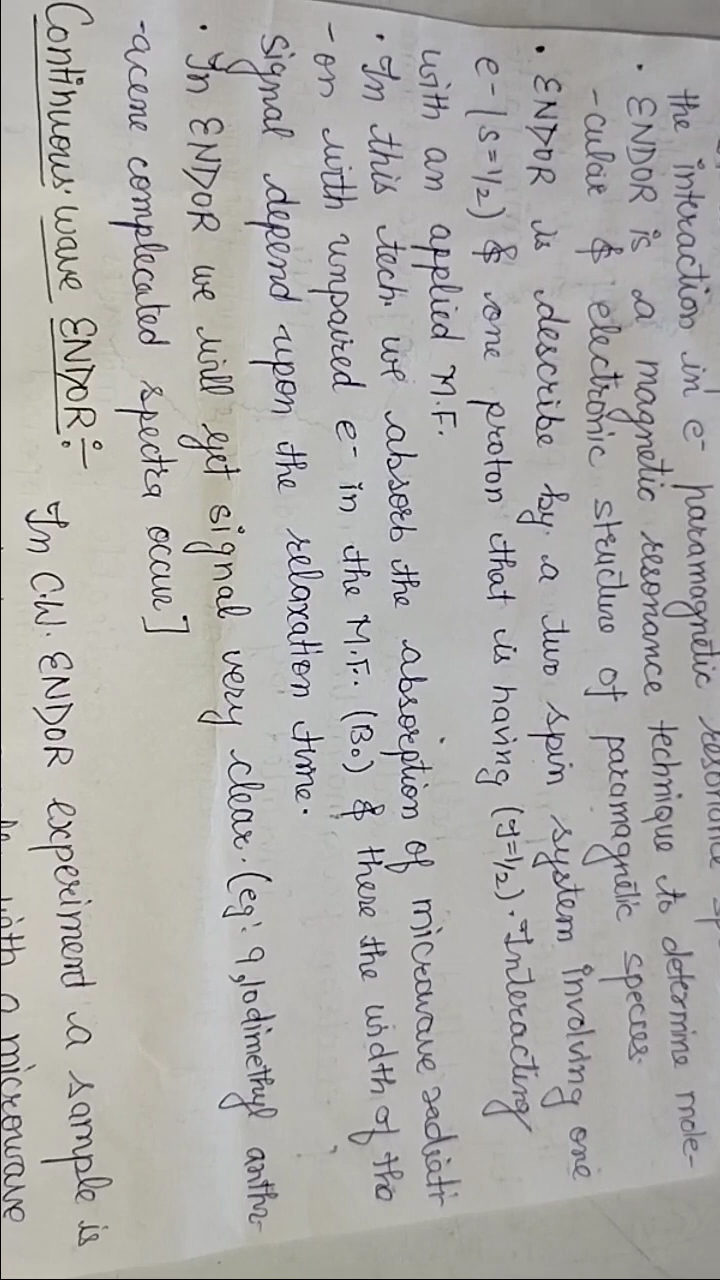 the interaction in e- paramagnetic resonance
• ENDOR is a magnetic resonance technique to determine mole-
-cular & electronic structure of paramagnetic species.
• ENDOR is describe by a two spin system involving one
e- (S=1/2) & one proton that is having (I=1/2). Interacting
with an applied M.F.
• In this tech. we absorb the absorption of microwave radiati
-on with unpaired e- in the M.F. (B₀) & there the width of the
signal depend upon the relaxation time.
• In ENDOR we will get signal very clear. (eg: 9,10dimethyl anthr-
-acene complecated spectra occur]
Continuous wave ENDOR:-
In C.W. ENDOR experiment a sample is
with a microwave